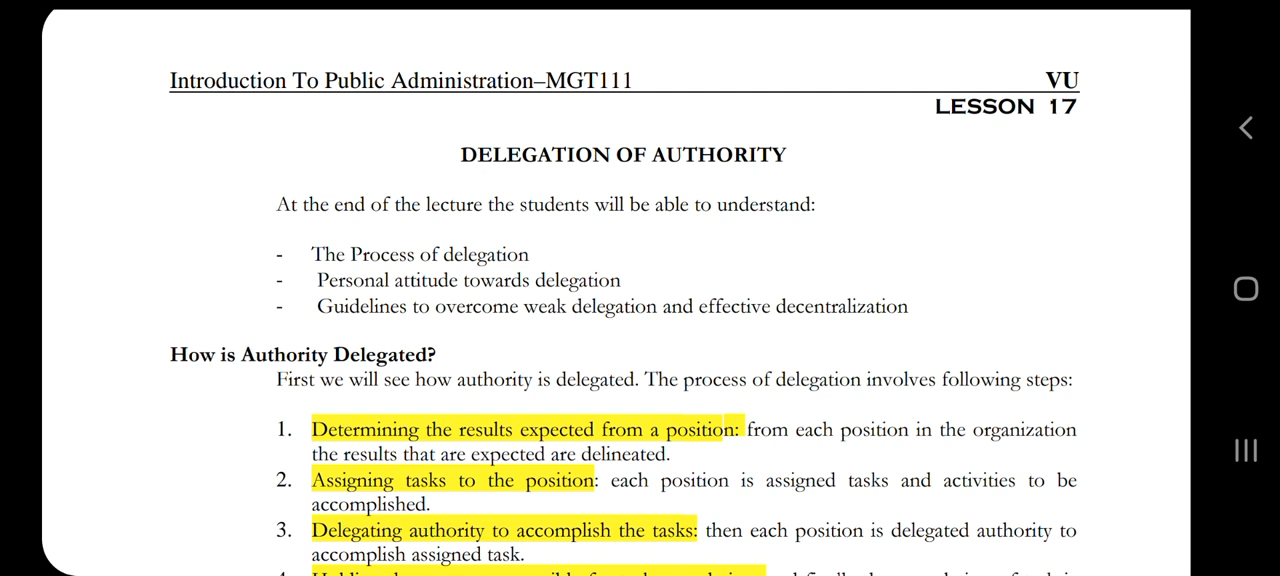 Introduction To Public Administration–MGT111 VU
LESSON 17
DELEGATION OF AUTHORITY
At the end of the lecture the students will be able to understand:
- The Process of delegation
- Personal attitude towards delegation
- Guidelines to overcome weak delegation and effective decentralization
How is Authority Delegated?
First we will see how authority is delegated. The process of delegation involves following steps:
1. Determining the results expected from a position: from each position in the organization
the results that are expected are delineated.
2. Assigning tasks to the position: each position is assigned tasks and activities to be
accomplished.
3. Delegating authority to accomplish the tasks: then each position is delegated authority to
accomplish assigned task.